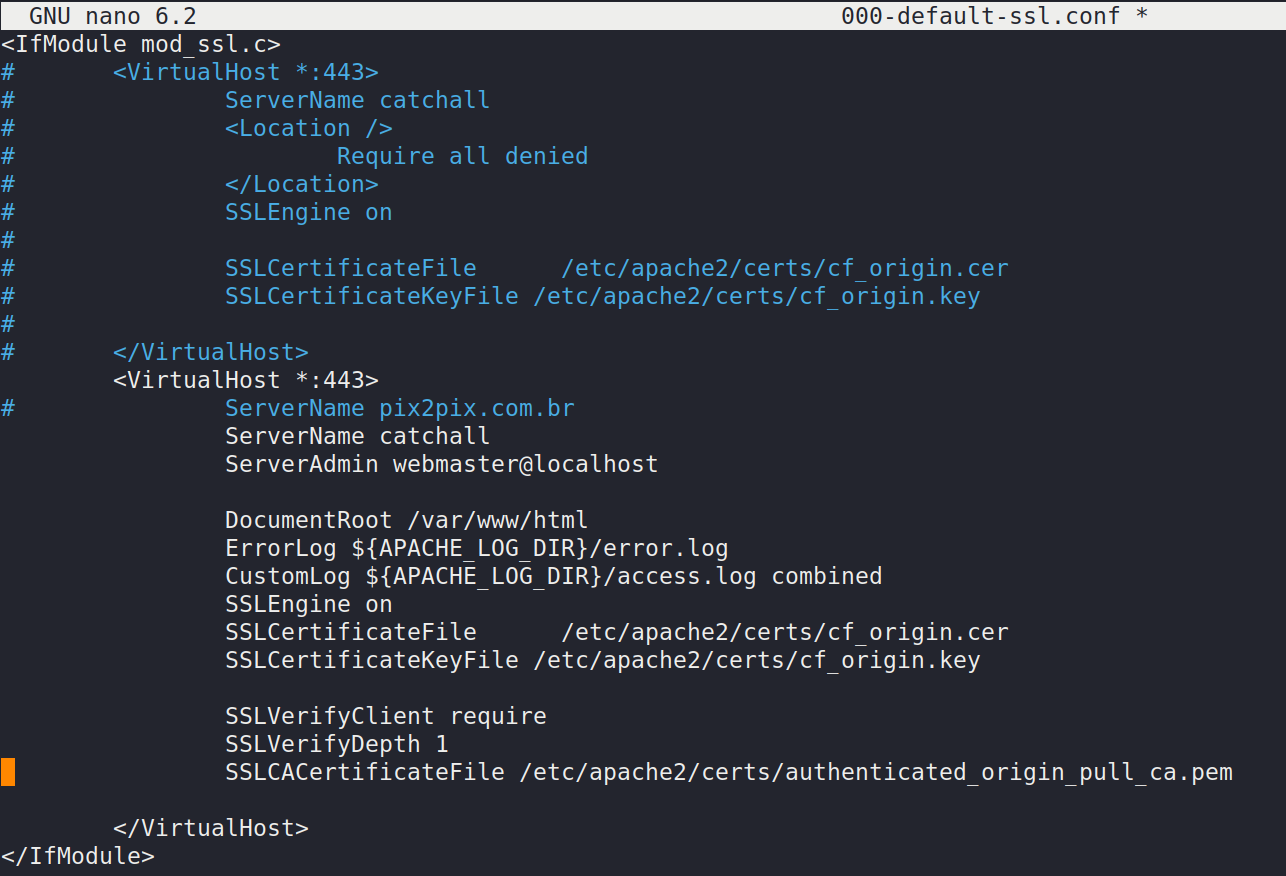 GNU nano 6.2 000-default-ssl.conf *
<IfModule mod_ssl.c>
#       <VirtualHost *:443>
#               ServerName catchall
#               <Location />
#                       Require all denied
#               </Location>
#               SSLEngine on
#
#               SSLCertificateFile      /etc/apache2/certs/cf_origin.cer
#               SSLCertificateKeyFile /etc/apache2/certs/cf_origin.key
#
#       </VirtualHost>
        <VirtualHost *:443>
#               ServerName pix2pix.com.br
                ServerName catchall
                ServerAdmin webmaster@localhost

                DocumentRoot /var/www/html
                ErrorLog ${APACHE_LOG_DIR}/error.log
                CustomLog ${APACHE_LOG_DIR}/access.log combined
                SSLEngine on
                SSLCertificateFile      /etc/apache2/certs/cf_origin.cer
                SSLCertificateKeyFile /etc/apache2/certs/cf_origin.key

                SSLVerifyClient require
                SSLVerifyDepth 1
                SSLCACertificateFile /etc/apache2/certs/authenticated_origin_pull_ca.pem

        </VirtualHost>
</IfModule>